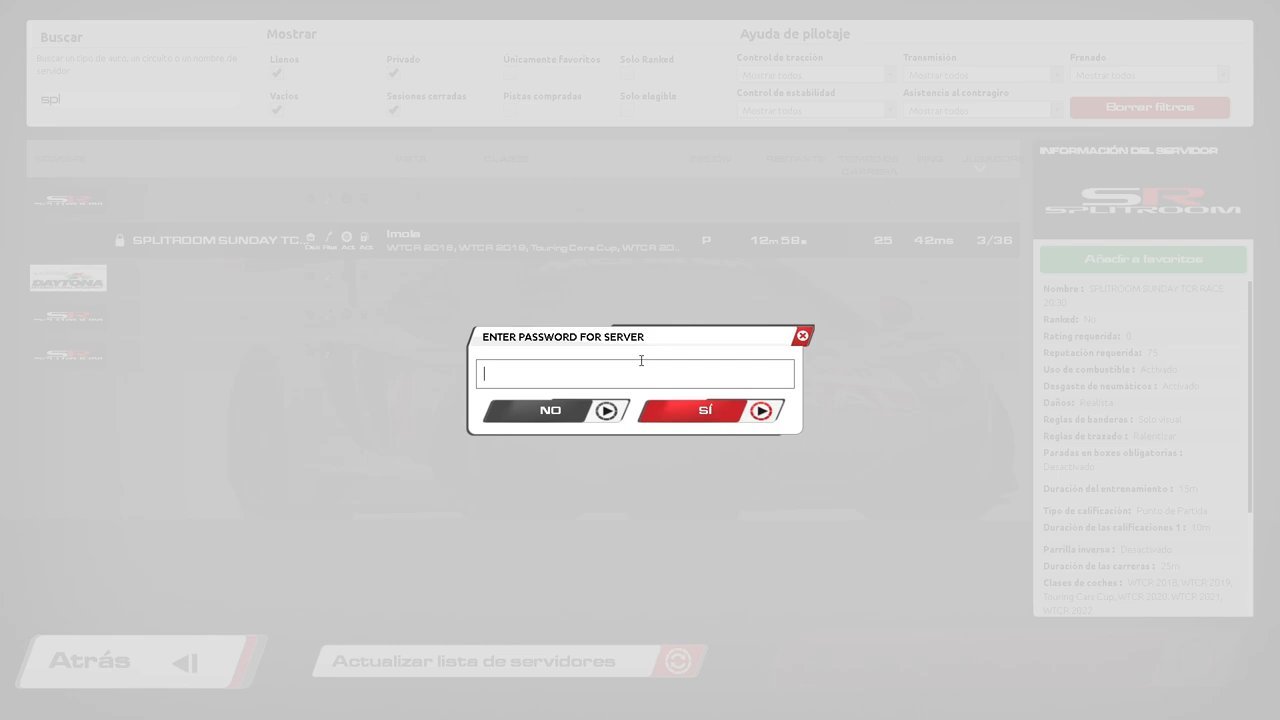 Buscar
Buscar un tipo de auto, un circuito o un nombre de
servidor
spl
Mostrar
Llenos
Privado
Únicamente favoritos
Solo Ranked
Vacíos
Sesiones cerradas
Pistas compradas
Solo elegible
Ayuda de pilotaje
Control de tracción
Transmisión
Frenado
Mostrar todos
Mostrar todos
Mostrar todos
Control de estabilidad
Asistencia al contragiro
Mostrar todos
Mostrar todos
Borrar filtros
CARRERA
SPLITROOM SUNDAY TC...
Imola
WTCR 2018, WTCR 2019, Touring Cars Cup, WTCR 20...
P
12m 59s
25
42ms
3/36
DAYTONA
ENTER PASSWORD FOR SERVER
NO
SÍ
INFORMACIÓN DEL SERVIDOR
SR
SPLITROOM
Añadir a favoritos
Nombre : SPLITROOM SUNDAY TCR RACE
20:30
Ranked: No
Rating requerida: 0
Reputación requerida: 75
Uso de combustible: Activado
Desgaste de neumáticos: Activado
Daños: Realista
Reglas de banderas : Solo visual
Reglas de trazado : Ralentizar
Paradas en boxes obligatorias :
Desactivado
Duración del entrenamiento : 15m
Tipo de calificación: Punto de Partida
Duración de las calificaciones 1 : 10m
Parrilla inversa : Desactivado
Duración de las carreras : 25m
Clases de coches : WTCR 2018, WTCR 2019,
Touring Cars Cup, WTCR 2020, WTCR 2021,
WTCR 2022
Atrás
Actualizar lista de servidores